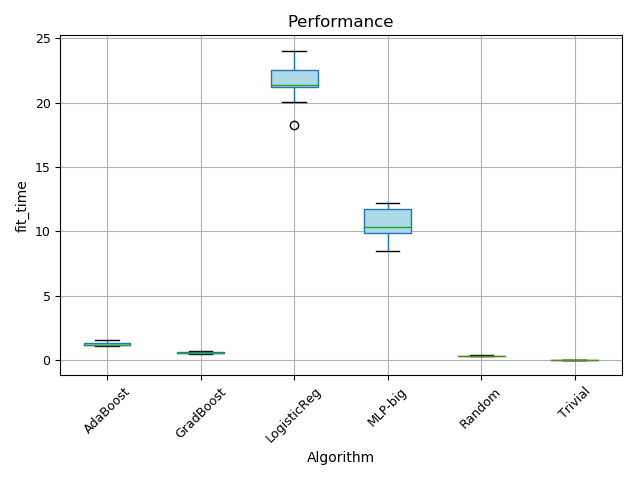 Performance
25
20
15
10
5
0
fit_time
AdaBoost
GradBoost
LogisticReg
MLP-big
Random
Trivial
Algorithm